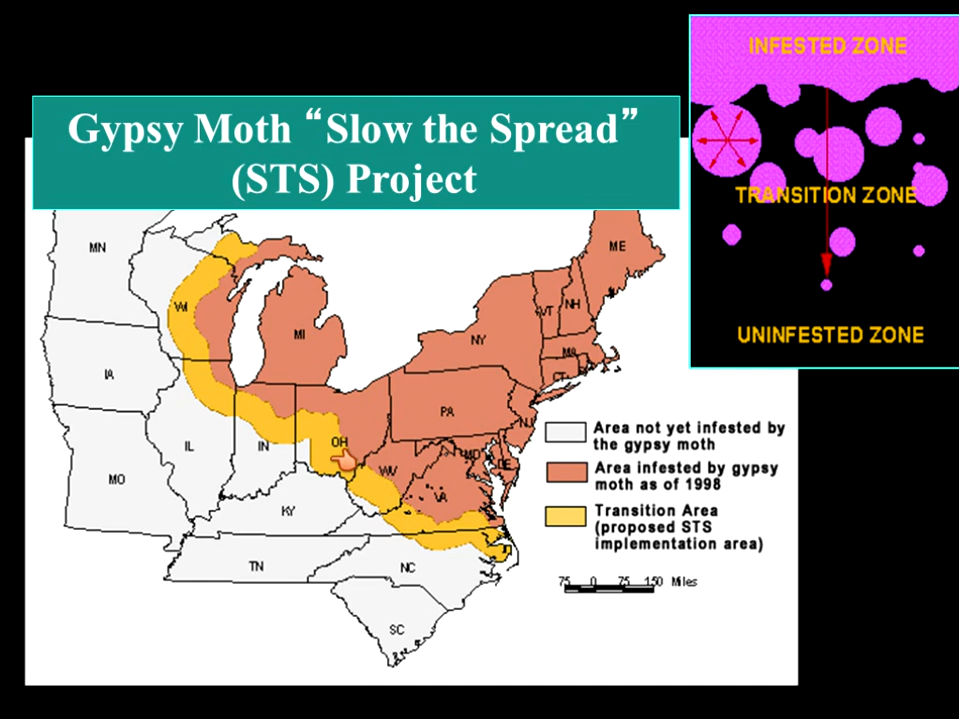 INFESTED ZONE
TRANSITION ZONE
UNINFESTED ZONE
Gypsy Moth “Slow the Spread”
(STS) Project
MN
WI
MI
IA
IL
IN
OH
MO
KY
TN
WV
VA
NC
SC
PA
NY
NJ
MD
DE
VT
NH
ME
MA
CT
RI
Area not yet infested by
the gypsy moth
Area infested by gypsy
moth as of 1998
Transition Area
(proposed STS
implementation area)
75 0 75 150 Miles